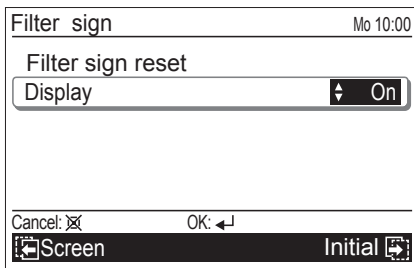 Filter sign Mo 10:00
Filter sign reset
Display On
Cancel: OK:
Screen Initial